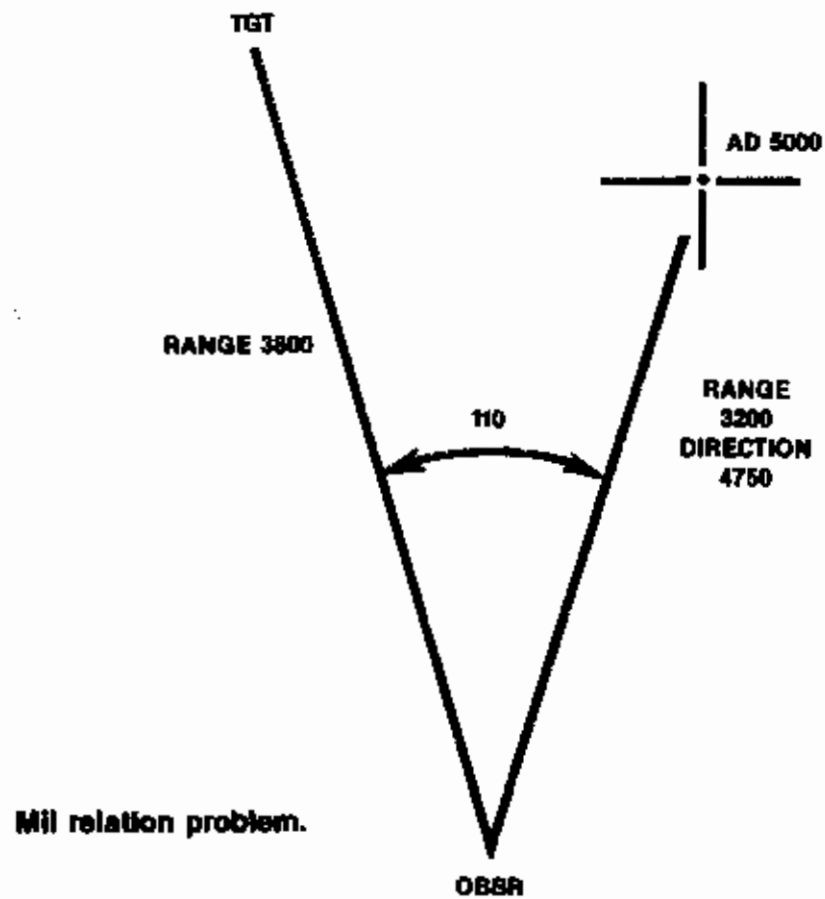 TGT
AD 5000
RANGE 3800
110
RANGE
3200
DIRECTION
4750
Mil relation problem.
OBSR